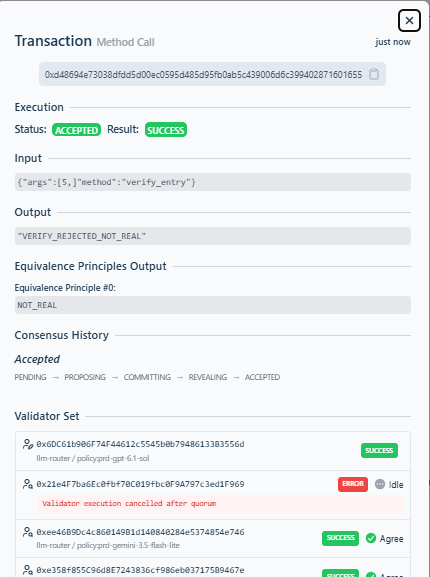 Transaction Method Call
just now
0xd48694e73038dfdd5d00ec0595d485d95fb0ab5c439006d6c399402871601655
Execution
Status: ACCEPTED Result: SUCCESS
Input
{"args":[5,]"method":"verify_entry"}
Output
"VERIFY_REJECTED_NOT_REAL"
Equivalence Principles Output
Equivalence Principle #0:
NOT_REAL
Consensus History
Accepted
PENDING → PROPOSING → COMMITTING → REVEALING → ACCEPTED
Validator Set
0x6DC61b906F74F44612c5545b0b79486133B3556d
SUCCESS
llm-router / policy:prd-gpt-6.1-sol
0x21e4F7ba6Ec0fbf70C019fbc0F9A797c3ed1F969
ERROR Idle
Validator execution cancelled after quorum
0xee46B9Dc4c860149B1d140840284e5374854e746
SUCCESS Agree
llm-router / policy:prd-gemini-3.5-flash-lite
0xe358f855C96d8E7243836cf986eb037175B9467e
SUCCESS Agree